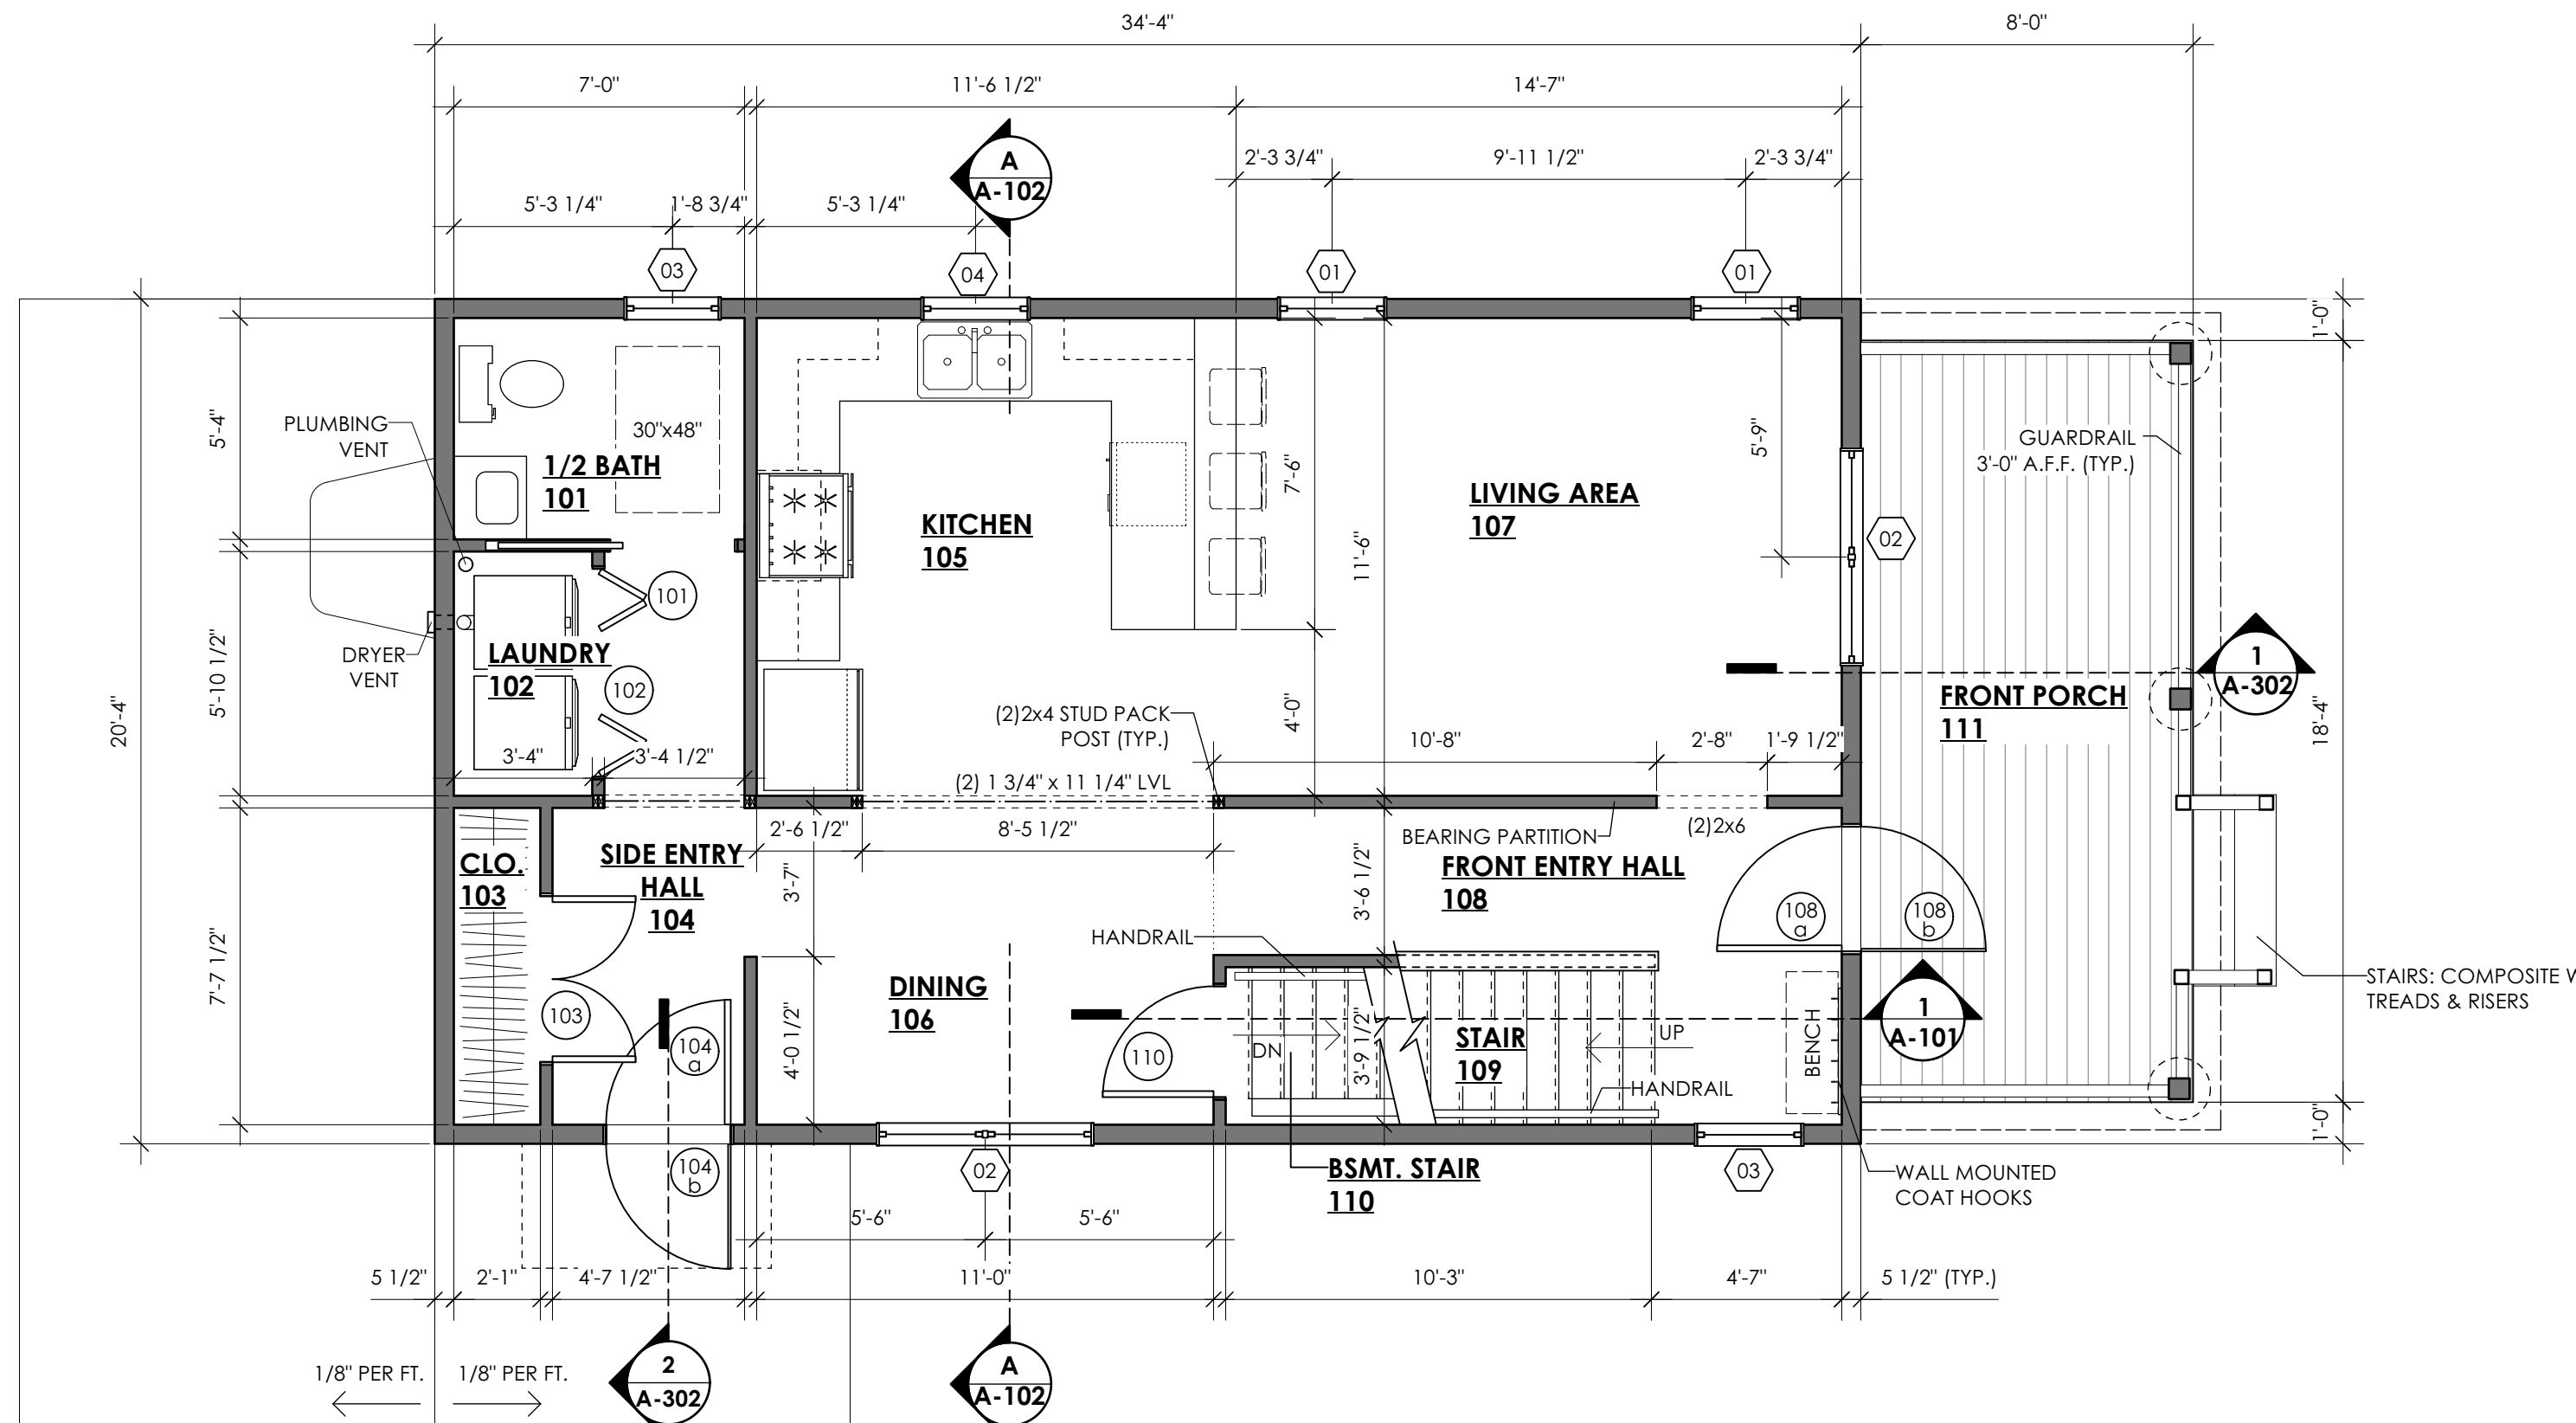 34'-4"
8'-0"
7'-0"
11'-6 1/2"
14'-7"
2'-3 3/4"
9'-11 1/2"
2'-3 3/4"
A
A-102
5'-3 1/4"
1'-8 3/4"
5'-3 1/4"
03
04
01
01
1'-0"
5'-4"
PLUMBING
VENT
30"x48"
1/2 BATH
101
KITCHEN
105
7'-6"
11'-6"
LIVING AREA
107
5'-9"
02
GUARDRAIL
3'-0" A.F.F. (TYP.)
20'-4"
5'-10 1/2"
DRYER
VENT
LAUNDRY
102
101
102
3'-4"
3'-4 1/2"
(2)2x4 STUD PACK
POST (TYP.)
4'-0"
10'-8"
2'-8"
1'-9 1/2"
FRONT PORCH
111
1
A-302
18'-4"
(2) 1 3/4" x 11 1/4" LVL
2'-6 1/2"
8'-5 1/2"
BEARING PARTITION
(2)2x6
7'-7 1/2"
CLO.
103
SIDE ENTRY
HALL
104
3'-7"
3'-6 1/2"
FRONT ENTRY HALL
108
108
a
108
b
HANDRAIL
DINING
106
103
104
a
4'-0 1/2"
110
DN
3'-9 1/2"
STAIR
109
UP
HANDRAIL
BENCH
1
A-101
STAIRS: COMPOSITE W
TREADS & RISERS
1'-0"
104
b
02
BSMT. STAIR
110
03
WALL MOUNTED
COAT HOOKS
5'-6"
5'-6"
5 1/2"
2'-1"
4'-7 1/2"
11'-0"
10'-3"
4'-7"
5 1/2" (TYP.)
1/8" PER FT.
1/8" PER FT.
2
A-302
A
A-102